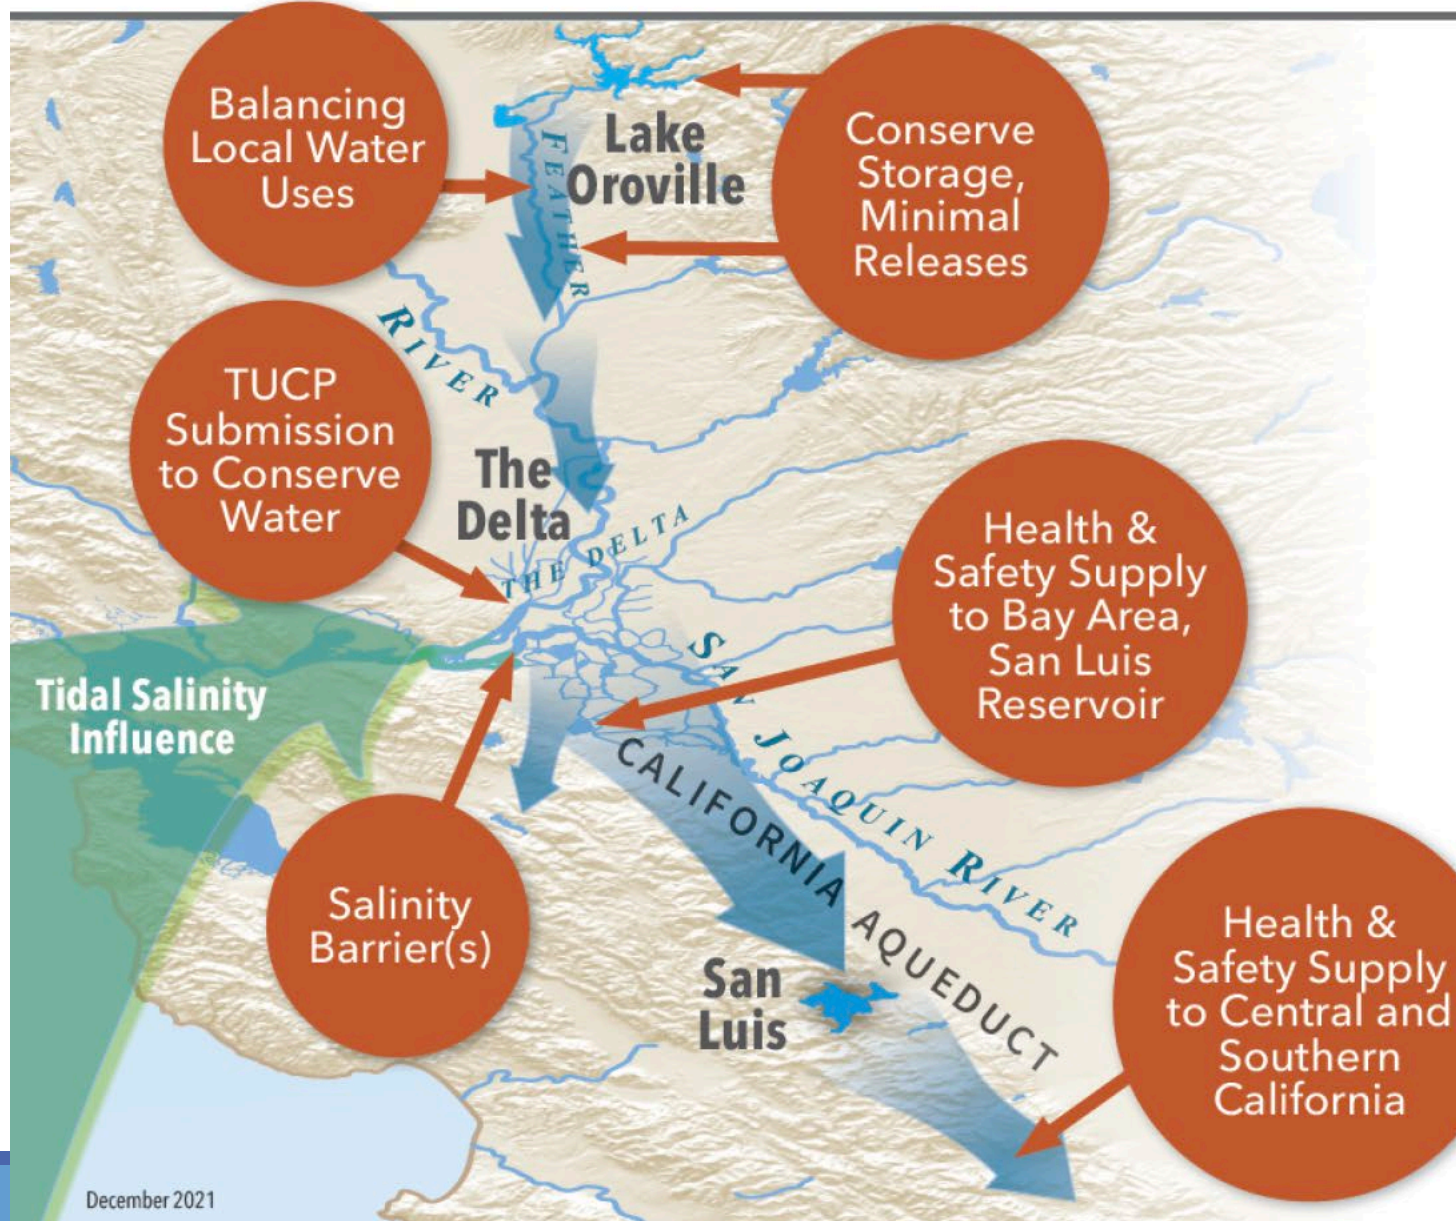 Balancing
Local Water
Uses
Lake
Oroville
FEATHER
Conserve
Storage,
Minimal
Releases
RIVER
TUCP
Submission
to Conserve
Water
The
Delta
THE DELTA
Health &
Safety Supply
to Bay Area,
San Luis
Reservoir
Tidal Salinity
Influence
SAN JOAQUIN RIVER
CALIFORNIA AQUEDUCT
Salinity
Barrier(s)
San
Luis
Health &
Safety Supply
to Central and
Southern
California
December 2021